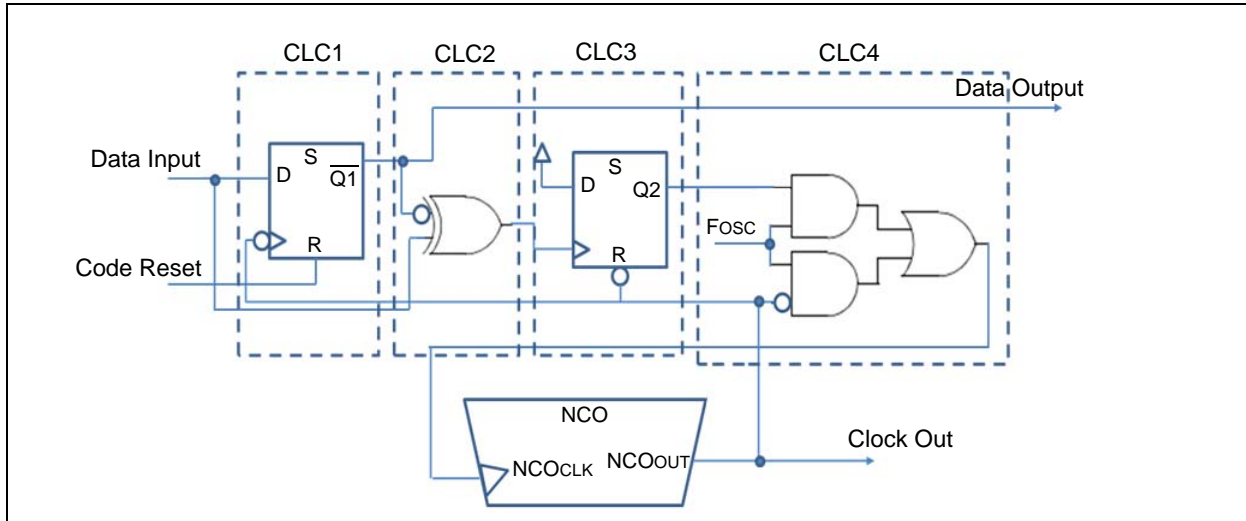 CLC1 CLC2 CLC3 CLC4
Data Output
Data Input
D S Q1
R
Code Reset
D S Q2
R
FOSC
NCO
NCOCLK NCOOUT
Clock Out